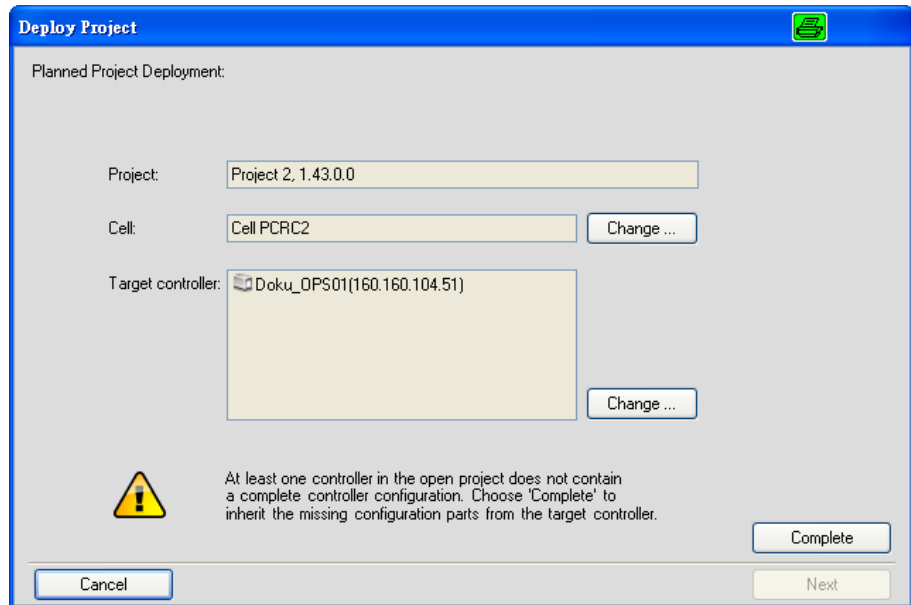 Deploy Project
Planned Project Deployment:
Project: Project 2, 1.43.0.0
Cell: Cell PCRC2 Change ...
Target controller: Doku_OPS01(160.160.104.51)
Change ...
At least one controller in the open project does not contain
a complete controller configuration. Choose 'Complete' to
inherit the missing configuration parts from the target controller.
Complete
Cancel Next